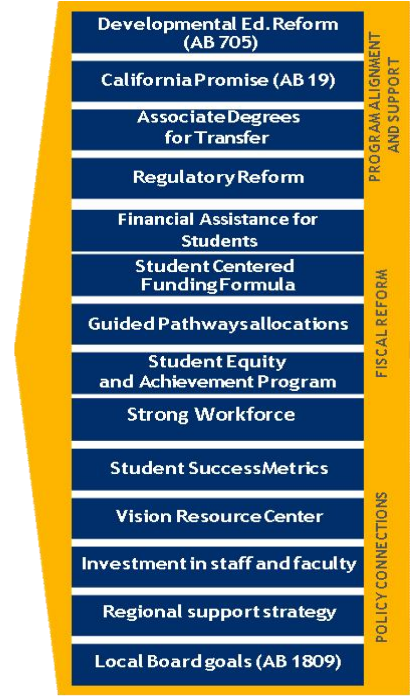 Developmental Ed. Reform
(AB 705)
California Promise (AB 19)
Associate Degrees
for Transfer
Regulatory Reform
Financial Assistance for
Students
Student Centered
Funding Formula
Guided Pathways allocations
Student Equity
and Achievement Program
Strong Workforce
Student Success Metrics
Vision Resource Center
Investment in staff and faculty
Regional support strategy
Local Board goals (AB 1809)
PROGRAM ALIGNMENT
AND SUPPORT
FISCAL REFORM
POLICY CONNECTIONS